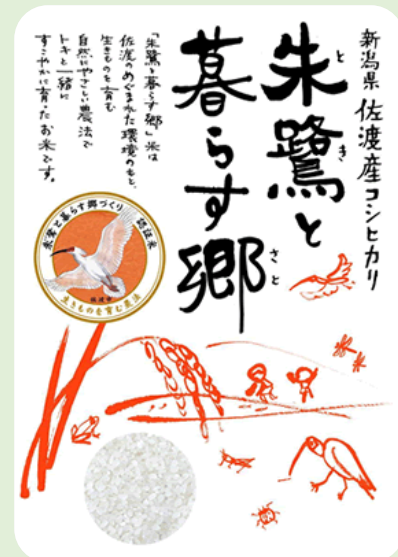 新潟県 佐渡産コシヒカリ
朱鷺と
とき
暮らす郷
さと
「朱鷺と暮らす郷」米は
佐渡のめぐまれた環境のもと、
生きものを育む
自然にやさしい農法で
トキと一緒に
すこやかに育ったお米です。
朱鷺と暮らす郷づくり 認証米
佐渡市
生きものを育む農法